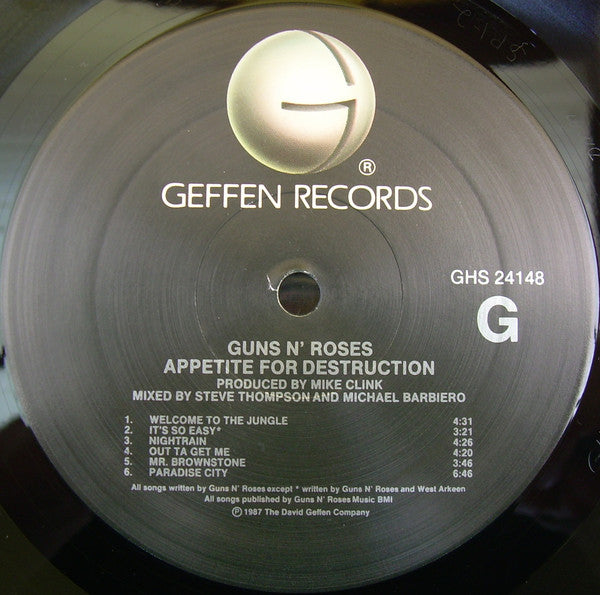 ®
GEFFEN RECORDS
GHS 24148
G
GUNS N' ROSES
APPETITE FOR DESTRUCTION
PRODUCED BY MIKE CLINK
MIXED BY STEVE THOMPSON AND MICHAEL BARBIERO
1. WELCOME TO THE JUNGLE 4:31
2. IT'S SO EASY* 3:21
3. NIGHTRAIN 4:26
4. OUT TA GET ME 4:20
5. MR. BROWNSTONE 3:46
6. PARADISE CITY 6:46
All songs written by Guns N' Roses except * written by Guns N' Roses and West Arkeen
All songs published by Guns N' Roses Music BMI
℗ 1987 The David Geffen Company